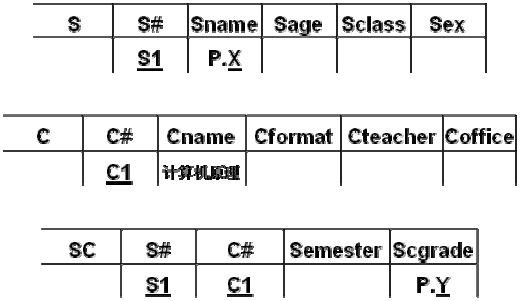 S S# Sname Sage Sclass Sex
S1 P.X
C C# Cname Cformat Cteacher Coffice
C1 计算机原理
SC S# C# Semester Scgrade
S1 C1 P.Y